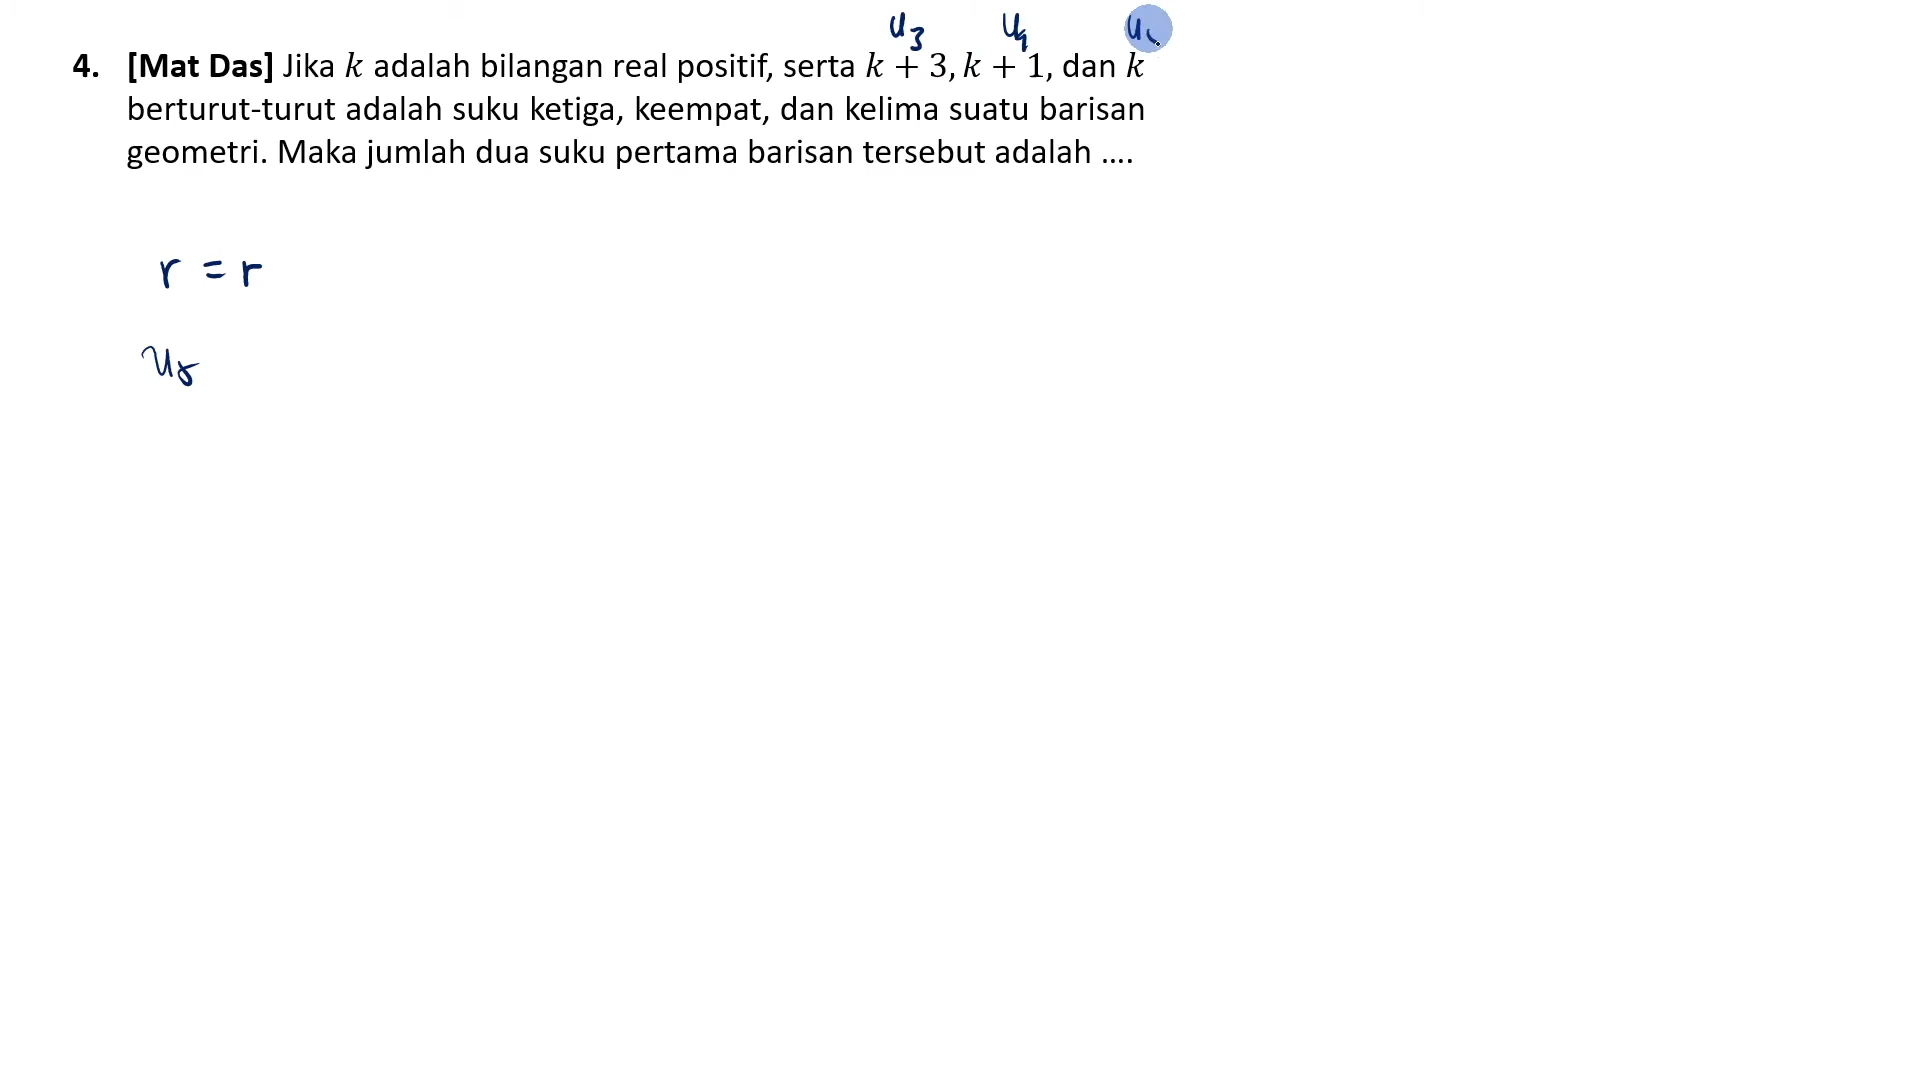 u₃ u₄ u
4. [Mat Das] Jika k adalah bilangan real positif, serta k + 3, k + 1, dan k
berturut-turut adalah suku ketiga, keempat, dan kelima suatu barisan
geometri. Maka jumlah dua suku pertama barisan tersebut adalah ....
r = r
u₅